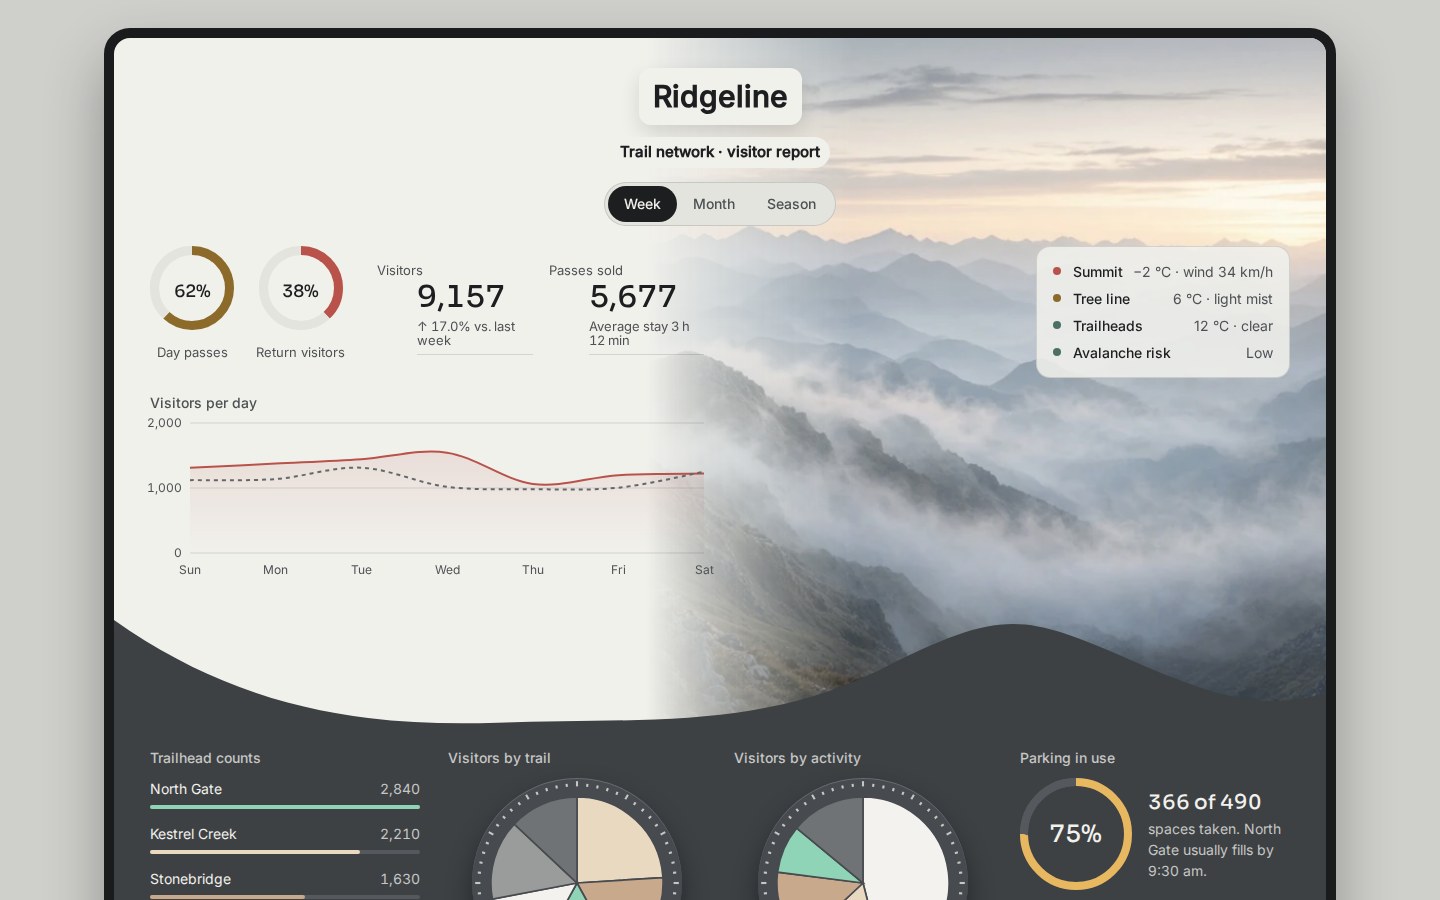 Ridgeline
Trail network · visitor report
Week Month Season
62%
Day passes
38%
Return visitors
Visitors
9,157
↑ 17.0% vs. last
week
Passes sold
5,677
Average stay 3 h
12 min
Summit −2 °C · wind 34 km/h
Tree line 6 °C · light mist
Trailheads 12 °C · clear
Avalanche risk Low
Visitors per day
2,000
1,000
0
Sun Mon Tue Wed Thu Fri Sat
Trailhead counts
North Gate 2,840
Kestrel Creek 2,210
Stonebridge 1,630
Visitors by trail
Visitors by activity
Parking in use
75%
366 of 490
spaces taken. North
Gate usually fills by
9:30 am.